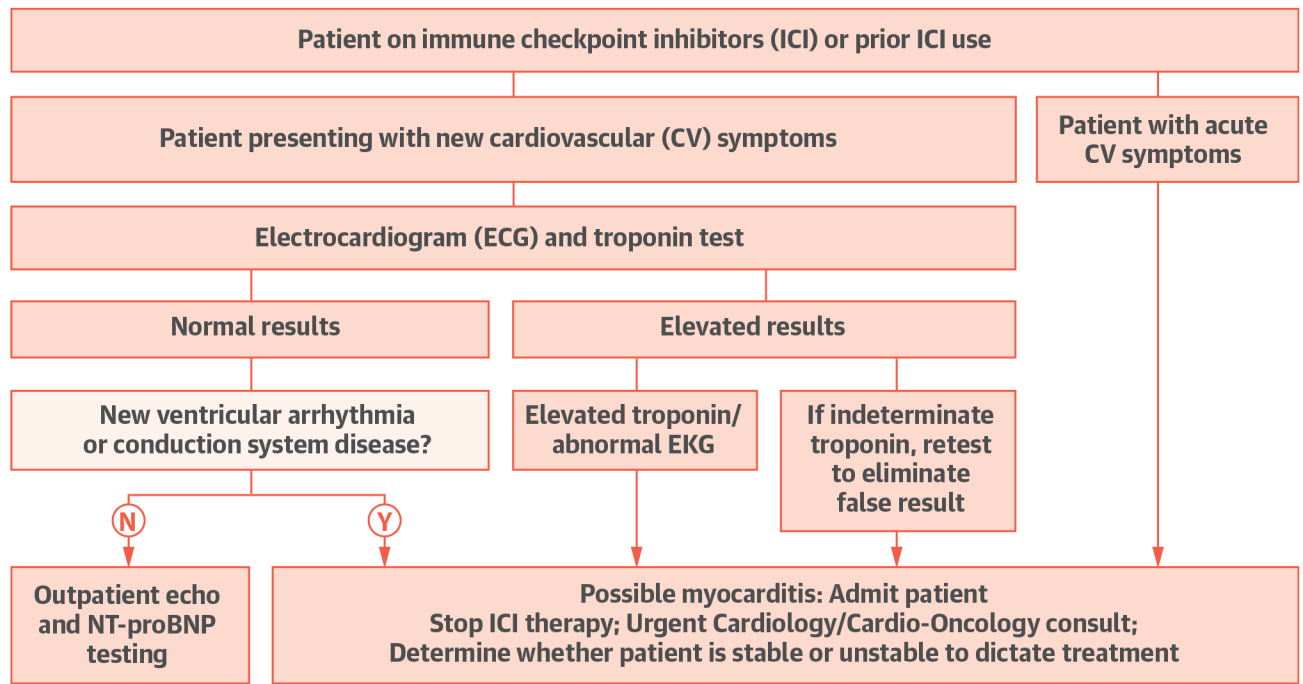 Patient on immune checkpoint inhibitors (ICI) or prior ICI use
Patient presenting with new cardiovascular (CV) symptoms
Patient with acute
CV symptoms
Electrocardiogram (ECG) and troponin test
Normal results
Elevated results
New ventricular arrhythmia
or conduction system disease?
Elevated troponin/
abnormal EKG
If indeterminate
troponin, retest
to eliminate
false result
N
Y
Outpatient echo
and NT-proBNP
testing
Possible myocarditis: Admit patient
Stop ICI therapy; Urgent Cardiology/Cardio-Oncology consult;
Determine whether patient is stable or unstable to dictate treatment